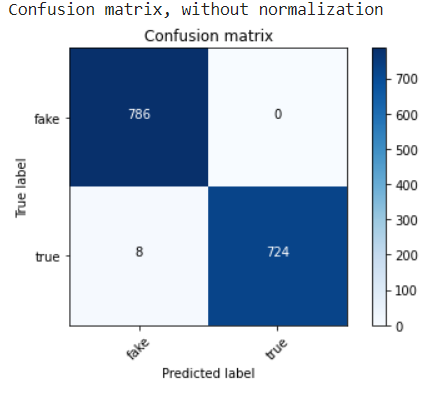 Confusion matrix, without normalization
Confusion matrix
fake
786
0
700
600
500
400
300
200
100
0
True label
true
8
724
fake
true
Predicted label